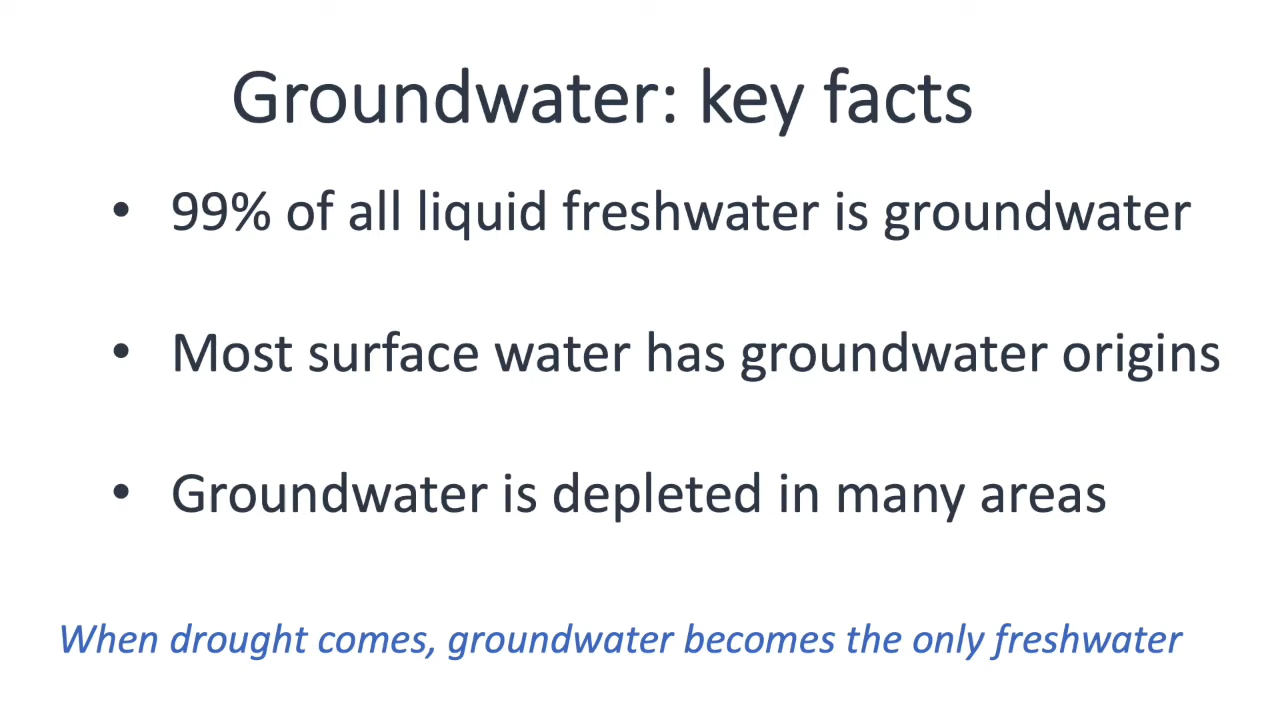 Groundwater: key facts
• 99% of all liquid freshwater is groundwater
• Most surface water has groundwater origins
• Groundwater is depleted in many areas
When drought comes, groundwater becomes the only freshwater